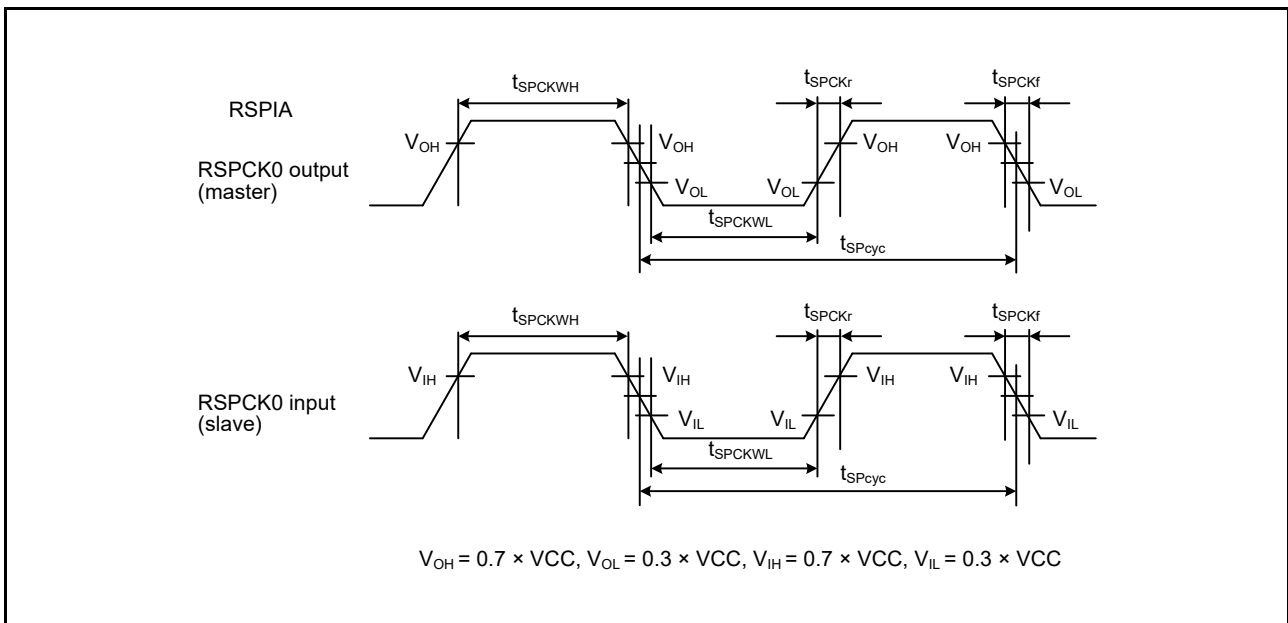 RSPIA
RSPCK0 output
(master)
tSPCKWH
tSPCKr
tSPCKf
VOH
VOH
VOL
VOL
VOH
VOH
VOL
tSPCKWL
tSPcyc
RSPCK0 input
(slave)
tSPCKWH
tSPCKr
tSPCKf
VIH
VIH
VIL
VIL
VIH
VIH
VIL
tSPCKWL
tSPcyc
VOH = 0.7 × VCC, VOL = 0.3 × VCC, VIH = 0.7 × VCC, VIL = 0.3 × VCC